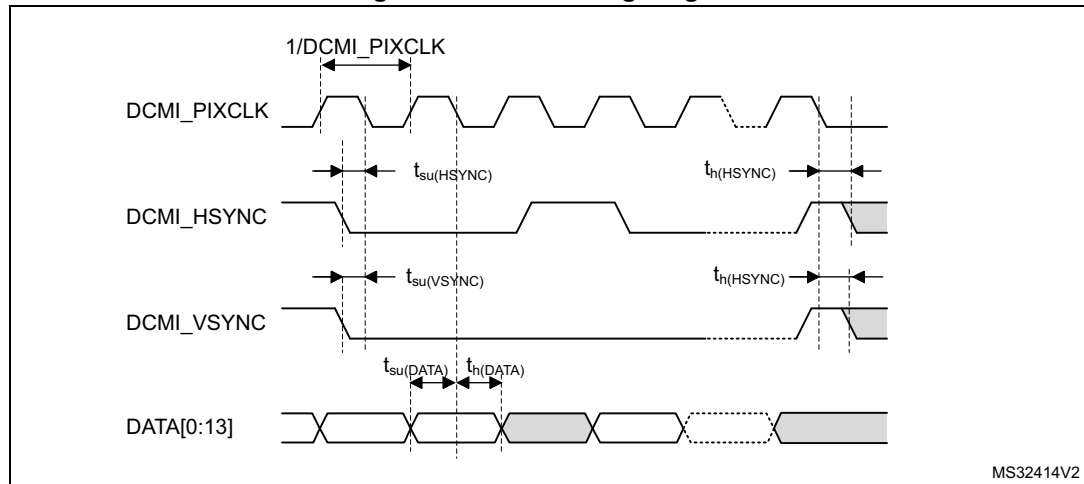 1/DCMI_PIXCLK
DCMI_PIXCLK
tsu(HSYNC) th(HSYNC)
DCMI_HSYNC
tsu(VSYNC) th(HSYNC)
DCMI_VSYNC
tsu(DATA) th(DATA)
DATA[0:13]
MS32414V2